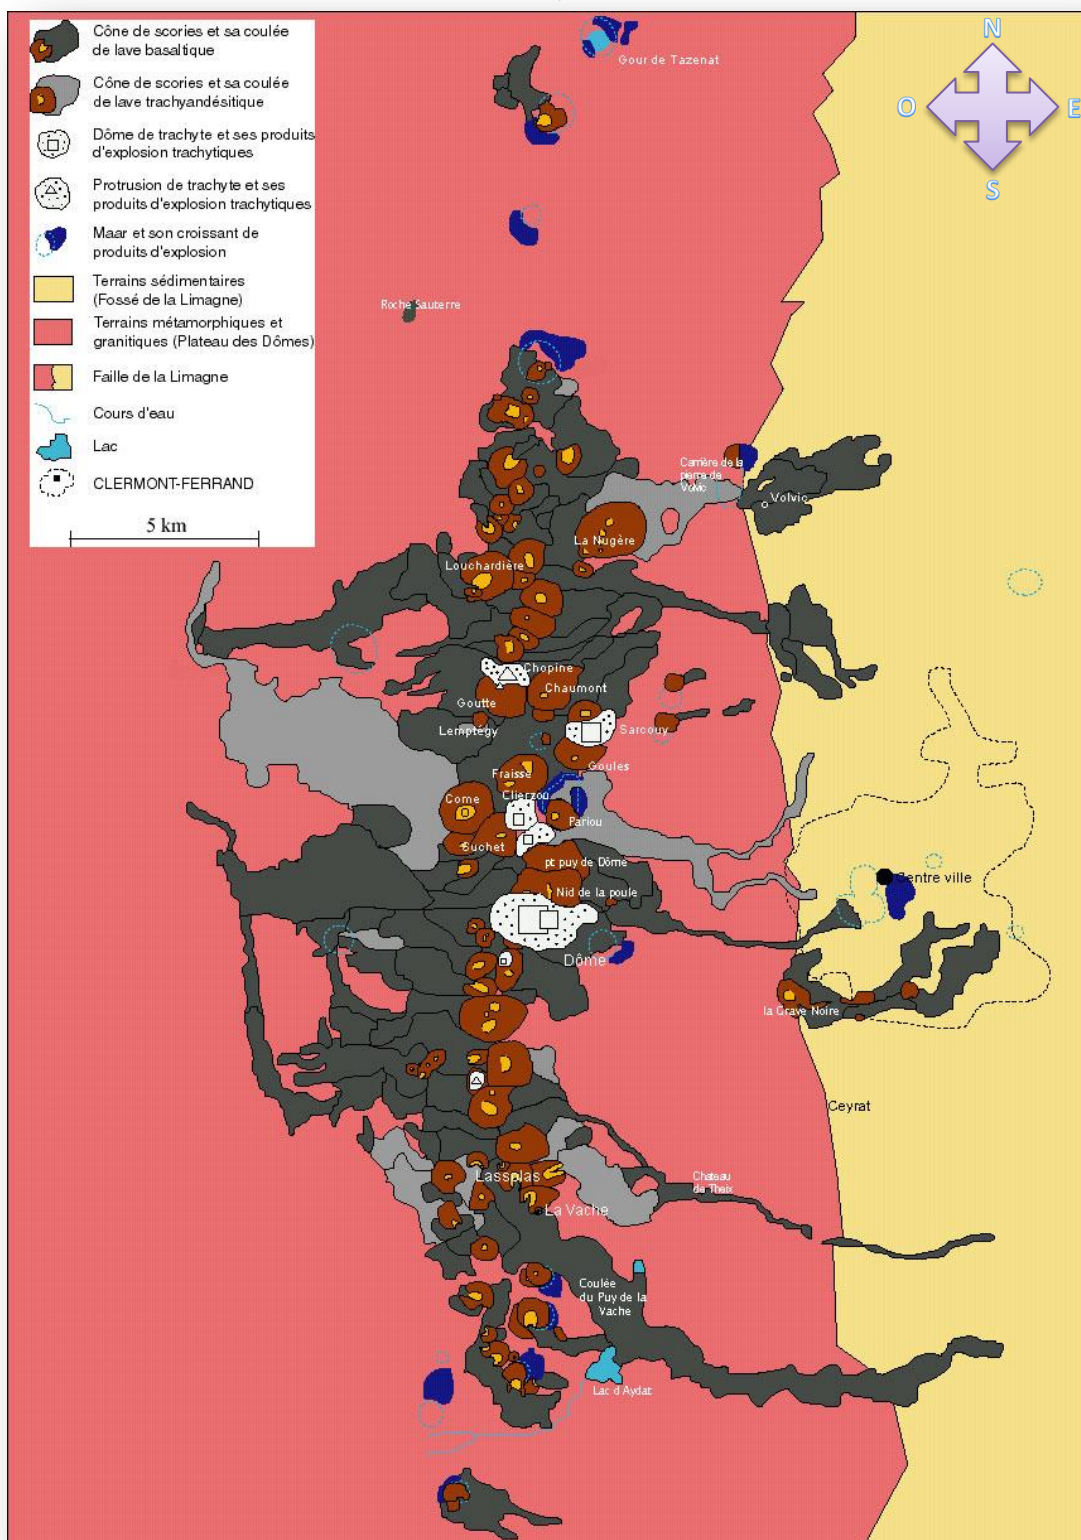 Cône de scories et sa coulée
de lave basaltique
Cône de scories et sa coulée
de lave trachyandésitique
Dôme de trachyte et ses produits
d'explosion trachytiques
Protrusion de trachyte et ses
produits d'explosion trachytiques
Maar et son croissant de
produits d'explosion
Terrains sédimentaires
(Fossé de la Limagne)
Terrains métamorphiques et
granitiques (Plateau des Dômes)
Faille de la Limagne
Cours d'eau
Lac
CLERMONT-FERRAND
5 km
N
O
E
S
Gour de Tazenat
Roche Sauterre
Carrière de la
pierre de
Volvic
Volvic
La Nugère
Louchardière
Chopine
Chaumont
Goutte
Lemptégy
Sarcouy
Goules
Fraisse
Clierzou
Come
Pariou
Suchet
pt puy de Dôme
Nid de la poule
Centre ville
Dôme
la Grave Noire
Ceyrat
Lassplas
Chateau
de Theix
La Vache
Coulée
du Puy de la
Vache
Lac d'Aydat